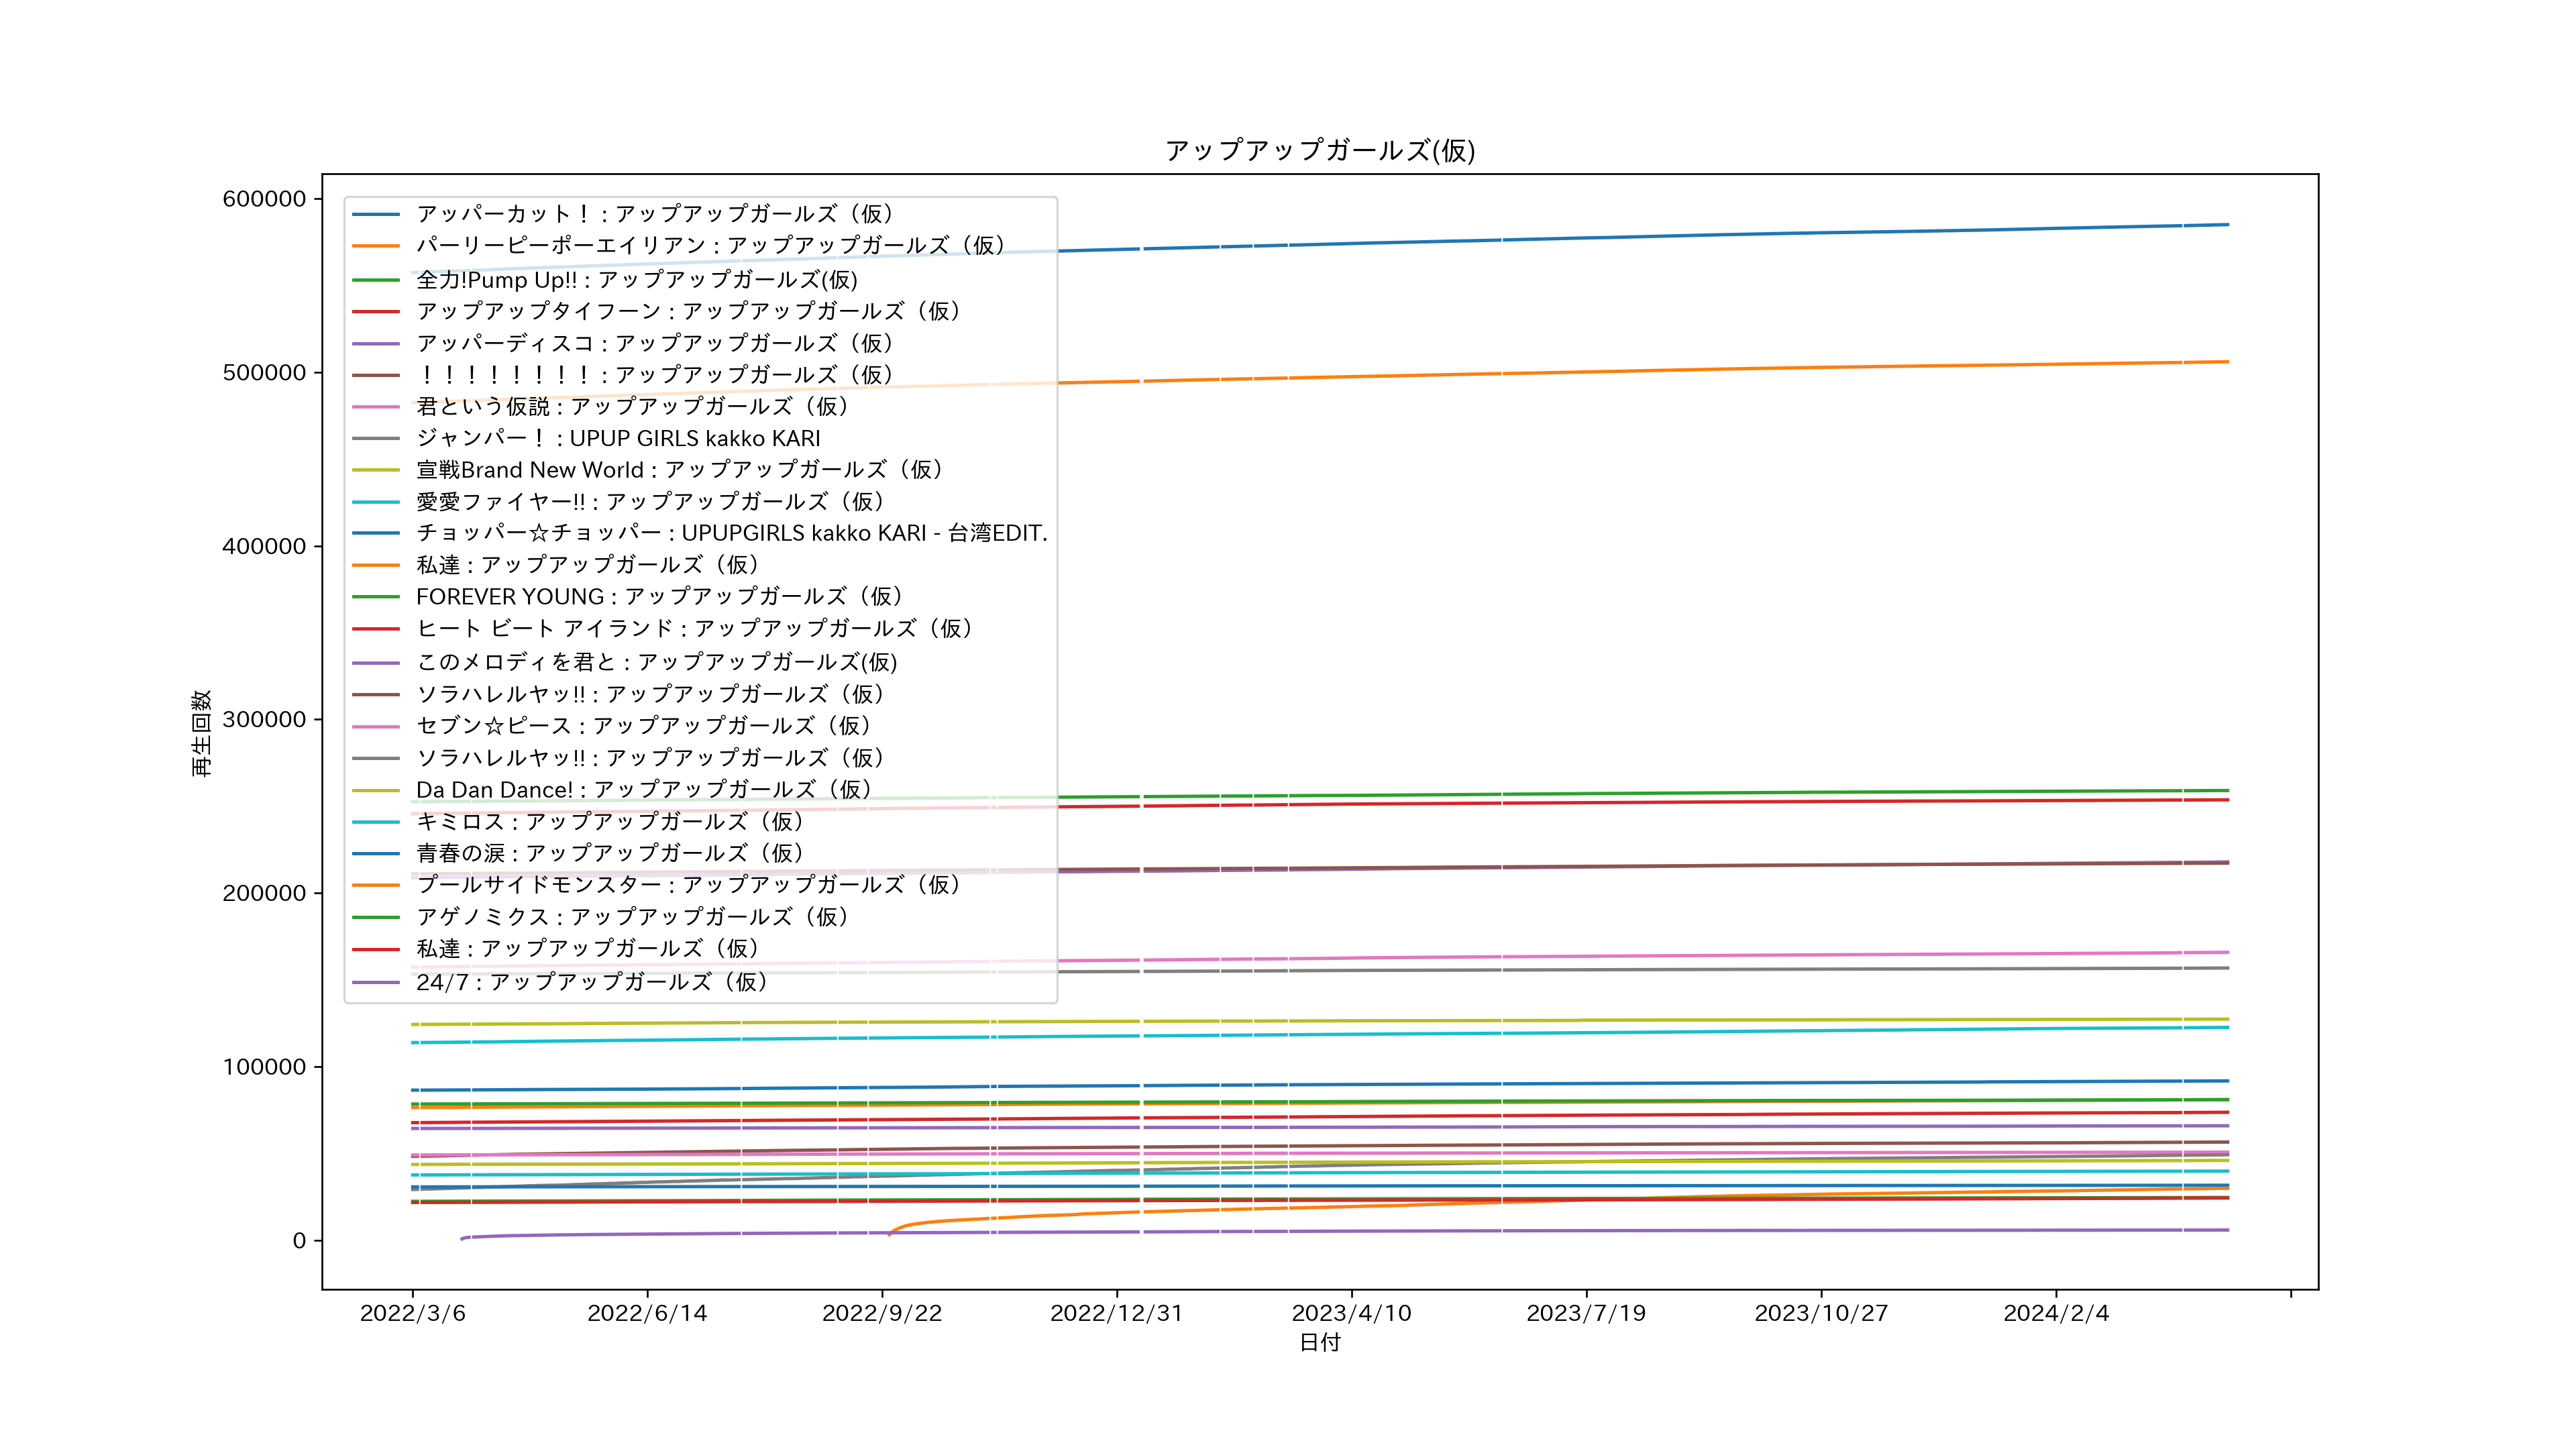 アップアップガールズ(仮)
600000
500000
400000
300000
200000
100000
0
再生回数
アッパーカット！ : アップアップガールズ（仮）
パーリーピーポーエイリアン : アップアップガールズ（仮）
全力!Pump Up!! : アップアップガールズ(仮)
アップアップタイフーン : アップアップガールズ（仮）
アッパーディスコ : アップアップガールズ（仮）
！！！！！！！！ : アップアップガールズ（仮）
君という仮説 : アップアップガールズ（仮）
ジャンパー！ : UPUP GIRLS kakko KARI
宣戦Brand New World : アップアップガールズ（仮）
愛愛ファイヤー!! : アップアップガールズ（仮）
チョッパー☆チョッパー : UPUPGIRLS kakko KARI - 台湾EDIT.
私達 : アップアップガールズ（仮）
FOREVER YOUNG : アップアップガールズ（仮）
ヒート ビート アイランド : アップアップガールズ（仮）
このメロディを君と : アップアップガールズ(仮)
ソラハレルヤッ!! : アップアップガールズ（仮）
セブン☆ピース : アップアップガールズ（仮）
ソラハレルヤッ!! : アップアップガールズ（仮）
Da Dan Dance! : アップアップガールズ（仮）
キミロス : アップアップガールズ（仮）
青春の涙 : アップアップガールズ（仮）
プールサイドモンスター : アップアップガールズ（仮）
アゲノミクス : アップアップガールズ（仮）
私達 : アップアップガールズ（仮）
24/7 : アップアップガールズ（仮）
2022/3/6
2022/6/14
2022/9/22
2022/12/31
2023/4/10
2023/7/19
2023/10/27
2024/2/4
日付